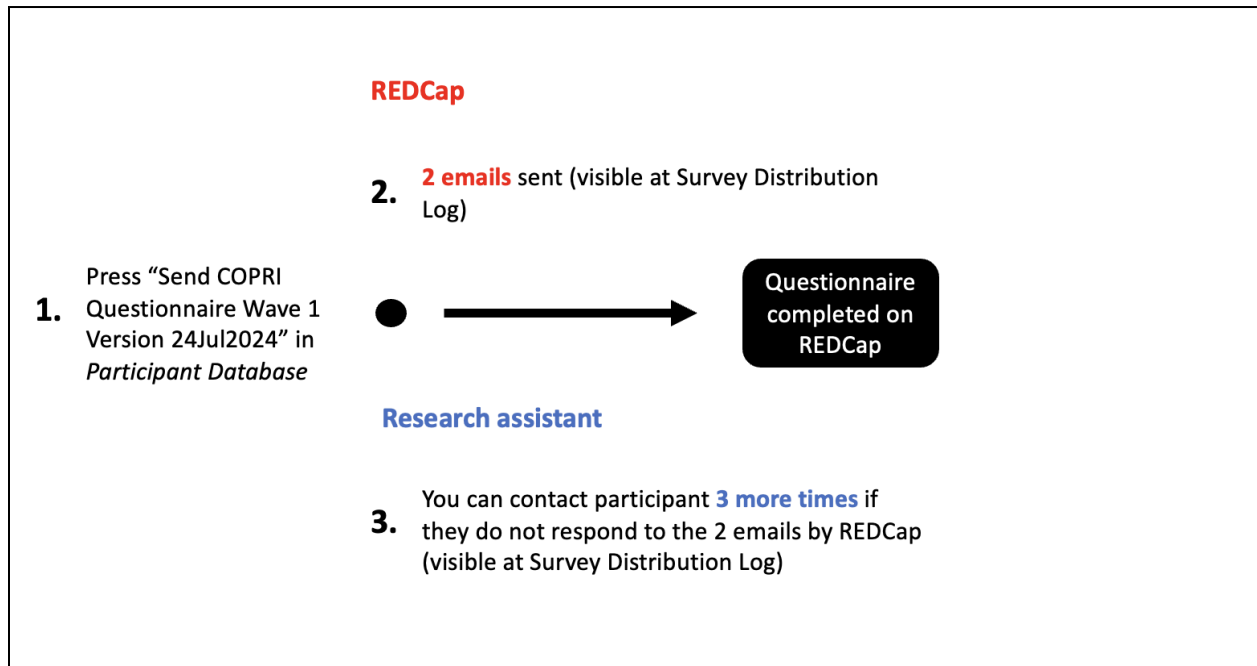 REDCap
2. 2 emails sent (visible at Survey Distribution
Log)
1. Press “Send COPRI
Questionnaire Wave 1
Version 24Jul2024” in
Participant Database
Questionnaire
completed on
REDCap
Research assistant
3. You can contact participant 3 more times if
they do not respond to the 2 emails by REDCap
(visible at Survey Distribution Log)